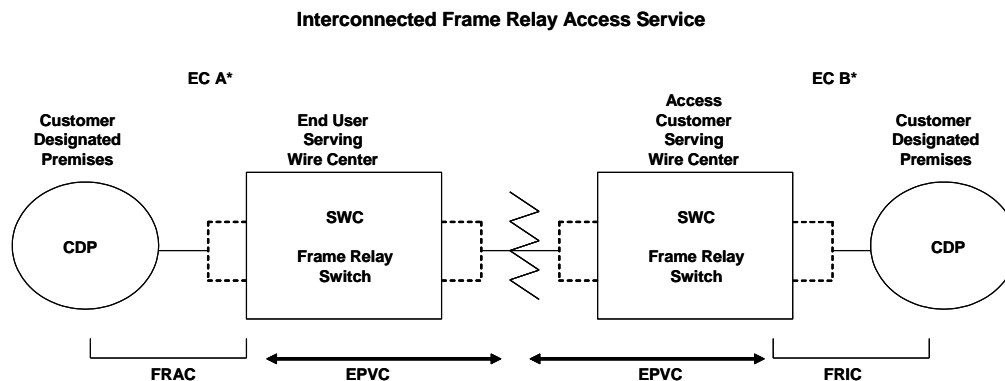 Interconnected Frame Relay Access Service
EC A*
EC B*
Customer
Designated
Premises
End User
Serving
Wire Center
Access
Customer
Serving
Wire Center
Customer
Designated
Premises
CDP
SWC
Frame Relay
Switch
SWC
Frame Relay
Switch
CDP
FRAC
EPVC
EPVC
FRIC